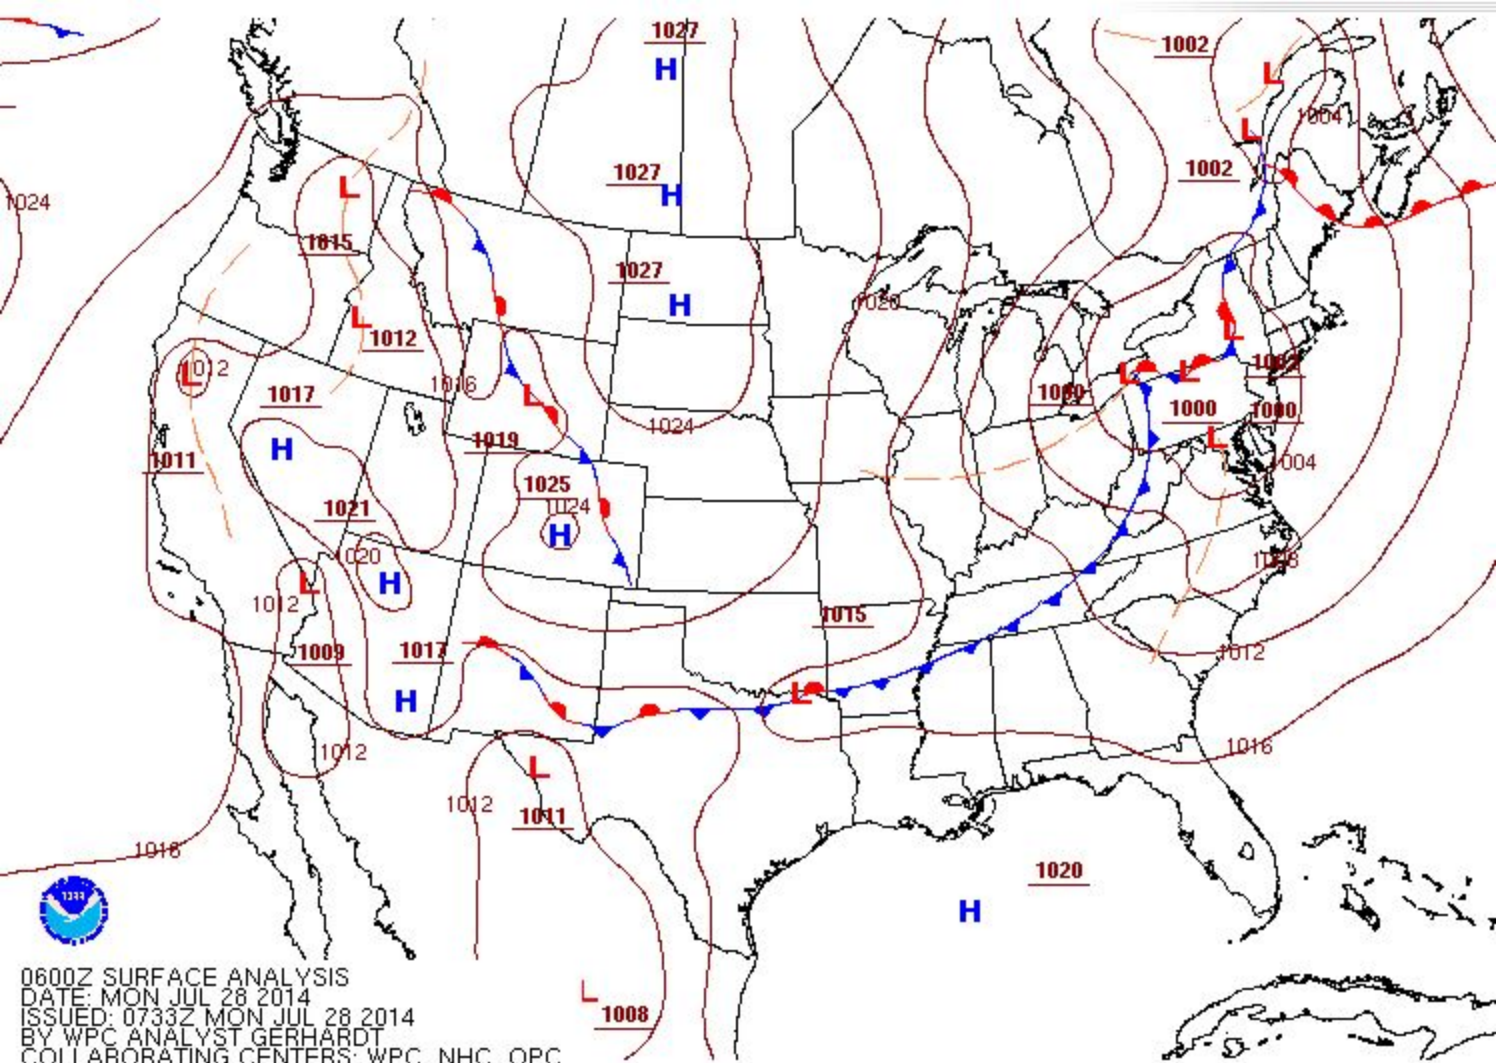 1027
H
1002
L
1004
L
1027
H
1002
1024
L
1015
1027
H
1020
L
1012
L
1012
L
1016
1017
L
L
L
1000
1000
1000
1024
L
H
1019
1011
1025
1024
H
1021
1004
L
1020
H
H
1012
L
1015
1009
1017
1012
H
L
1012
1016
L
1012
1011
1016
1020
H
L
1008
0600Z SURFACE ANALYSIS
DATE: MON JUL 28 2014
ISSUED: 0733Z MON JUL 28 2014
BY WPC ANALYST GERHARDT
COLLABORATING CENTERS: WPC, NHC, OPC